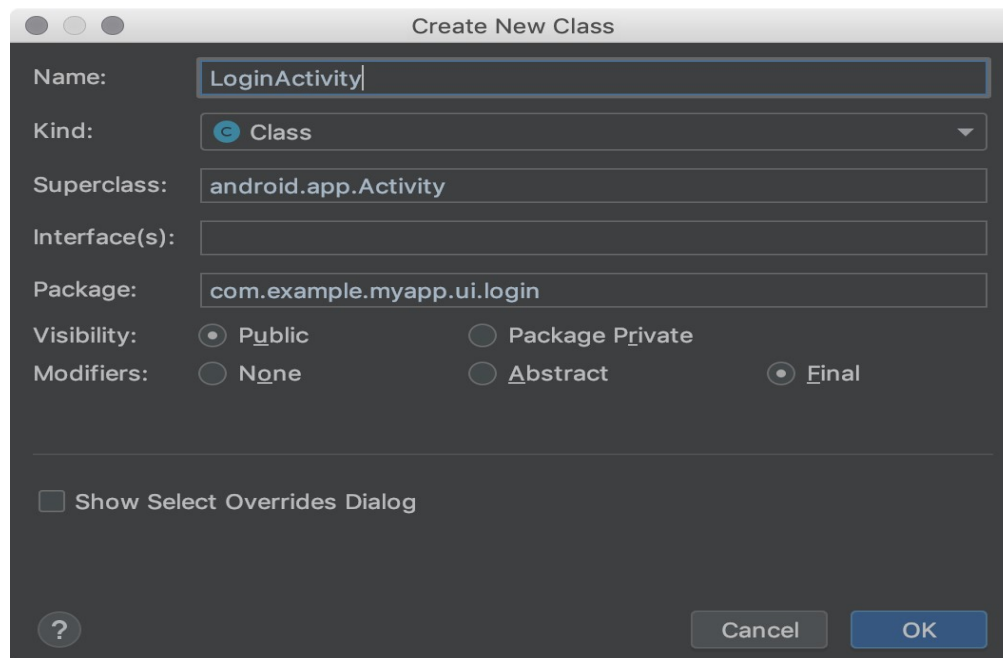 Create New Class
Name: LoginActivity
Kind: C Class
Superclass: android.app.Activity
Interface(s):
Package: com.example.myapp.ui.login
Visibility: Public Package Private
Modifiers: None Abstract Final
Show Select Overrides Dialog
? Cancel OK